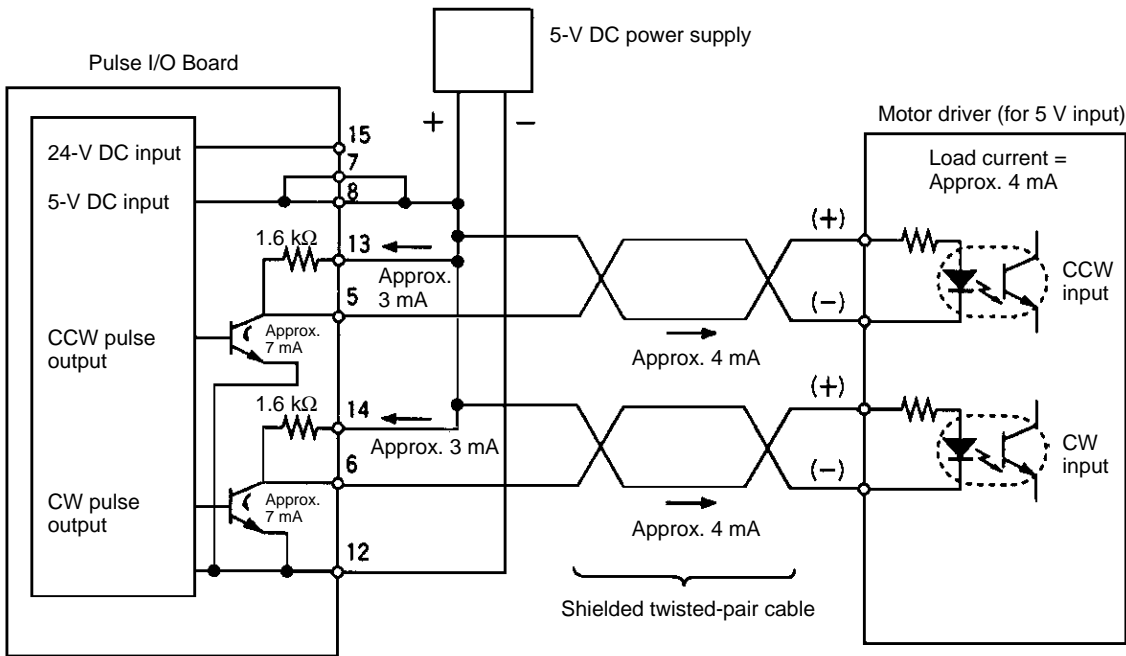 5-V DC power supply
Pulse I/O Board
+
−
Motor driver (for 5 V input)
15
24-V DC input
7
Load current =
Approx. 4 mA
8
5-V DC input
1.6 kΩ
13
(+)
Approx.
3 mA
CCW
input
5
(−)
CCW pulse
output
Approx.
7 mA
Approx. 4 mA
1.6 kΩ
14
(+)
Approx. 3 mA
6
CW
input
(−)
CW pulse
output
Approx.
7 mA
Approx. 4 mA
12
Shielded twisted-pair cable